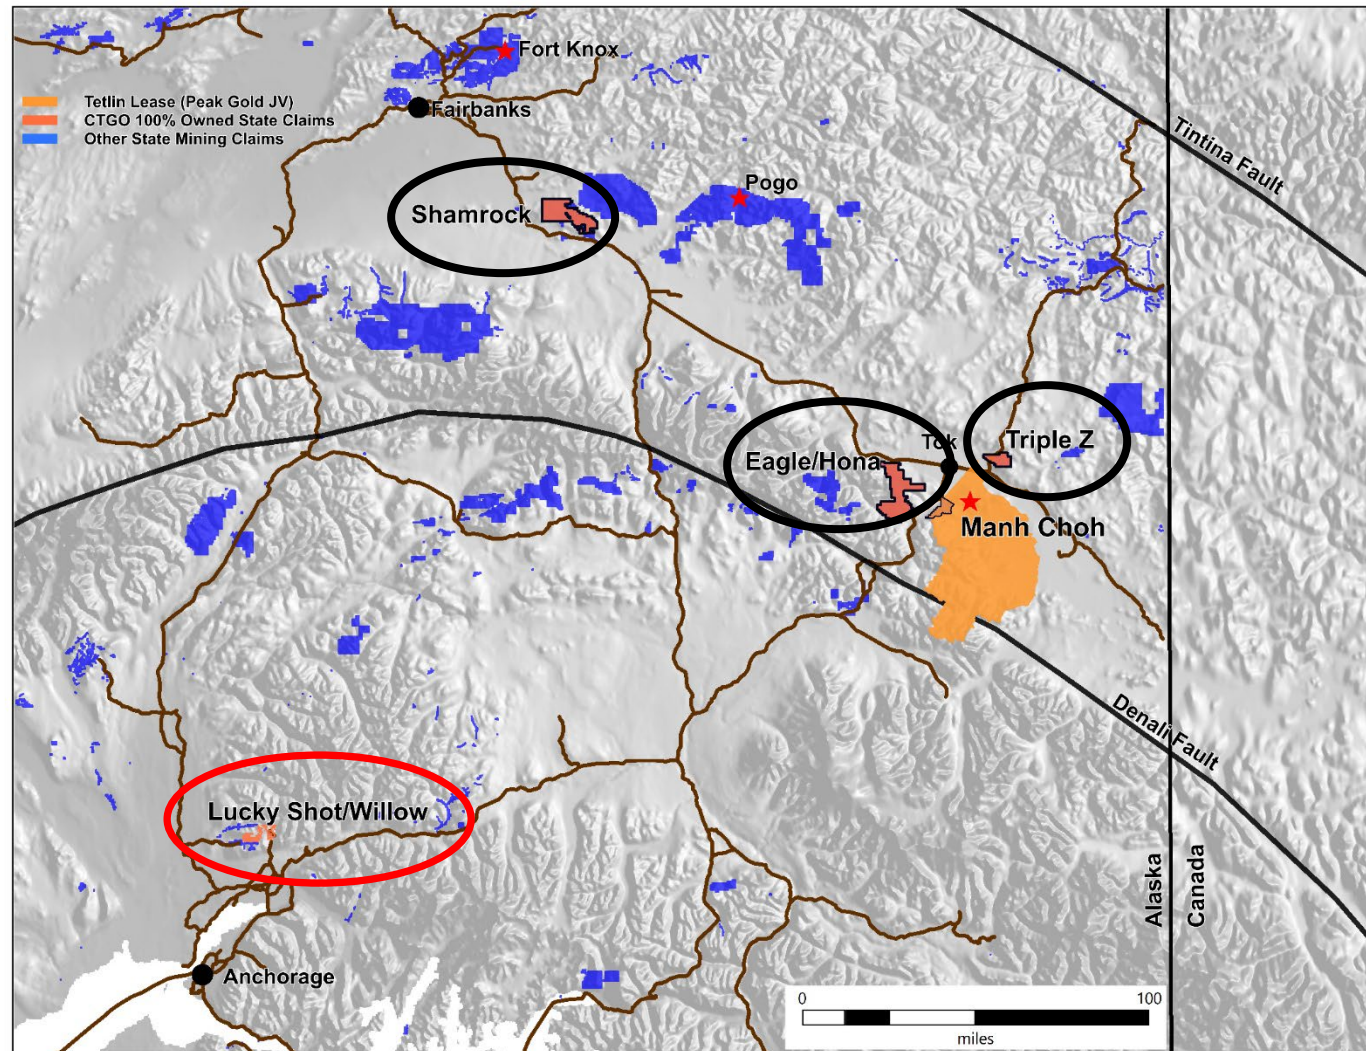 Fort Knox
Tetlin Lease (Peak Gold JV)
CTGO 100% Owned State Claims
Other State Mining Claims
Fairbanks
Tintina Fault
Pogo
Shamrock
Tok
Triple Z
Eagle/Hona
Manh Choh
Denali Fault
Lucky Shot/Willow
Alaska
Canada
Anchorage
0 100
miles